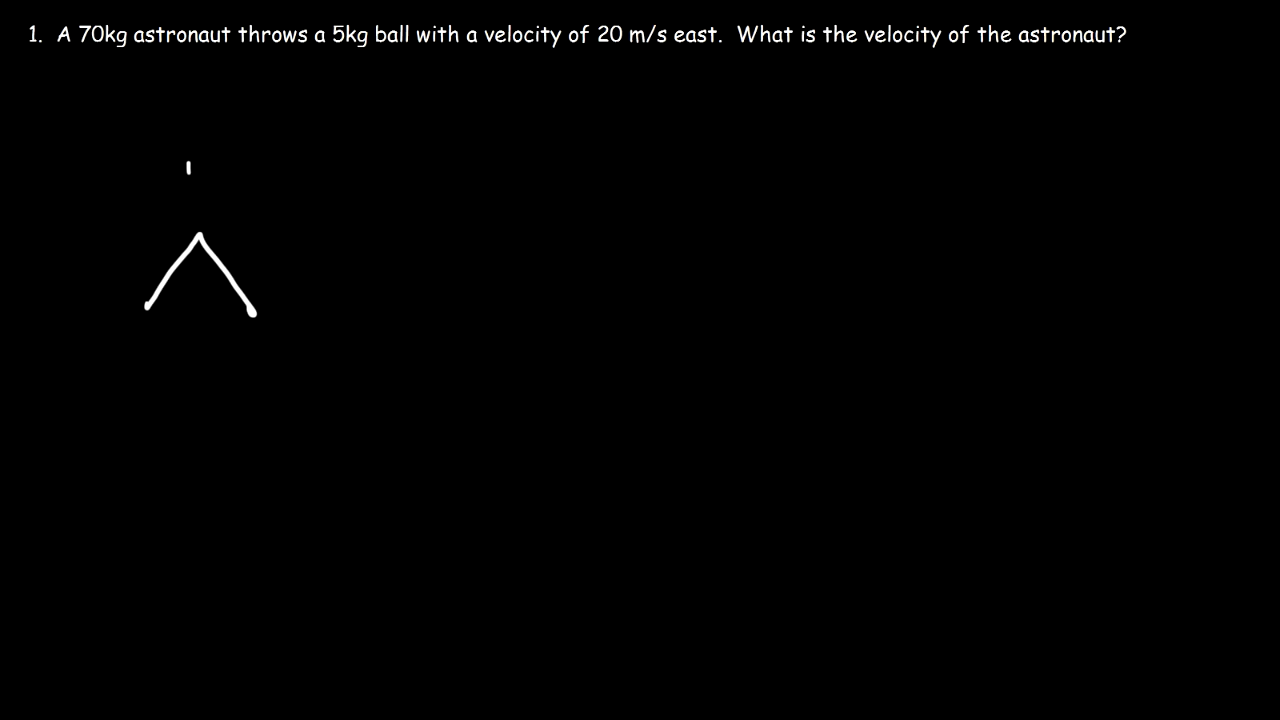 1. A 70kg astronaut throws a 5kg ball with a velocity of 20 m/s east. What is the velocity of the astronaut?